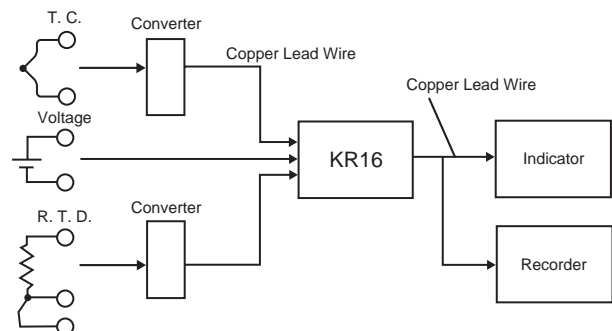 T. C.
Converter
Copper Lead Wire
Copper Lead Wire
Voltage
KR16
Indicator
R. T. D.
Converter
Recorder